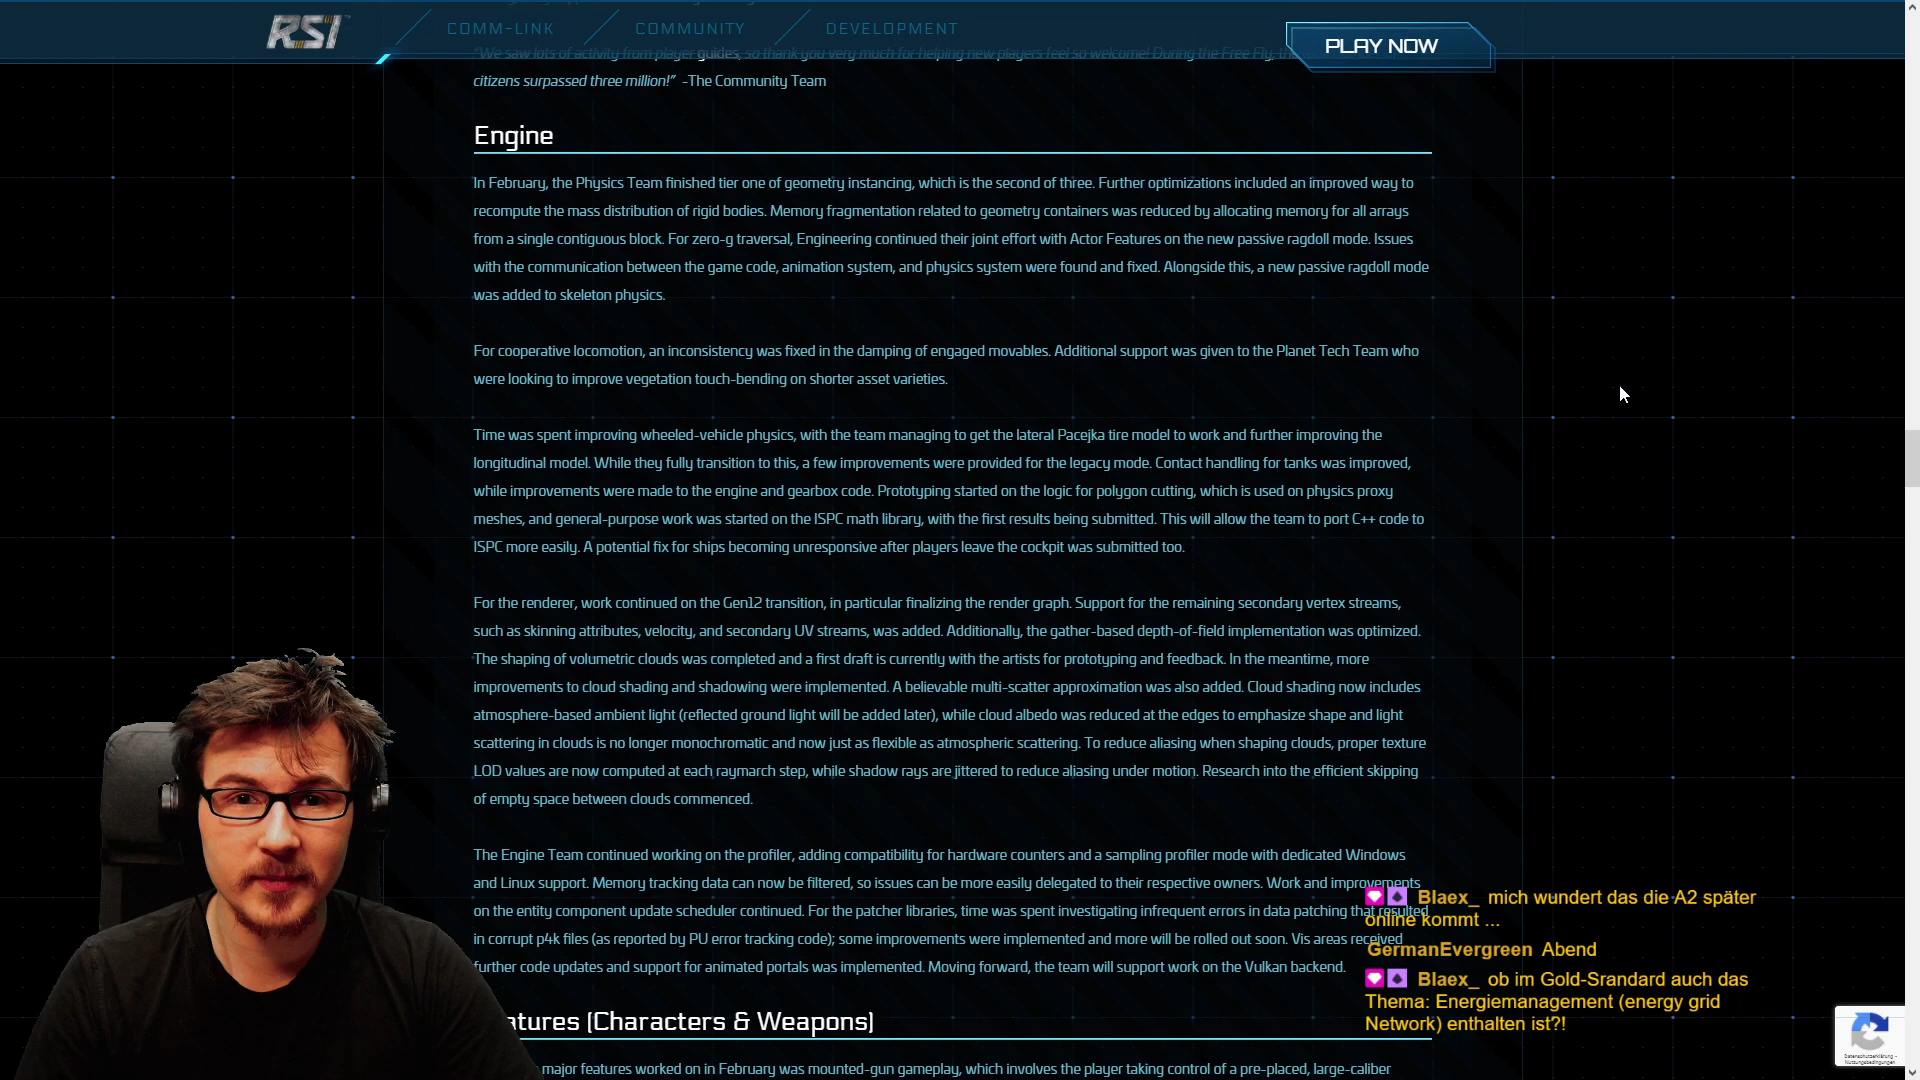 RSI
COMM-LINK
COMMUNITY
DEVELOPMENT
PLAY NOW
"We saw lots of activity from player guides, so thank you very much for helping new players feel so welcome! During the Free Fly,
citizens surpassed three million!" -The Community Team
Engine
In February, the Physics Team finished tier one of geometry instancing, which is the second of three. Further optimizations included an improved way to
recompute the mass distribution of rigid bodies. Memory fragmentation related to geometry containers was reduced by allocating memory for all arrays
from a single contiguous block. For zero-g traversal, Engineering continued their joint effort with Actor Features on the new passive ragdoll mode. Issues
with the communication between the game code, animation system, and physics system were found and fixed. Alongside this, a new passive ragdoll mode
was added to skeleton physics.
For cooperative locomotion, an inconsistency was fixed in the damping of engaged movables. Additional support was given to the Planet Tech Team who
were looking to improve vegetation touch-bending on shorter asset varieties.
Time was spent improving wheeled-vehicle physics, with the team managing to get the lateral Pacejka tire model to work and further improving the
longitudinal model. While they fully transition to this, a few improvements were provided for the legacy mode. Contact handling for tanks was improved,
while improvements were made to the engine and gearbox code. Prototyping started on the logic for polygon cutting, which is used on physics proxy
meshes, and general-purpose work was started on the ISPC math library, with the first results being submitted. This will allow the team to port C++ code to
ISPC more easily. A potential fix for ships becoming unresponsive after players leave the cockpit was submitted too.
For the renderer, work continued on the Gen12 transition, in particular finalizing the render graph. Support for the remaining secondary vertex streams,
such as skinning attributes, velocity, and secondary UV streams, was added. Additionally, the gather-based depth-of-field implementation was optimized.
The shaping of volumetric clouds was completed and a first draft is currently with the artists for prototyping and feedback. In the meantime, more
improvements to cloud shading and shadowing were implemented. A believable multi-scatter approximation was also added. Cloud shading now includes
atmosphere-based ambient light (reflected ground light will be added later), while cloud albedo was reduced at the edges to emphasize shape and light
scattering in clouds is no longer monochromatic and now just as flexible as atmospheric scattering. To reduce aliasing when shaping clouds, proper texture
LOD values are now computed at each raymarch step, while shadow rays are jittered to reduce aliasing under motion. Research into the efficient skipping
of empty space between clouds commenced.
The Engine Team continued working on the profiler, adding compatibility for hardware counters and a sampling profiler mode with dedicated Windows
and Linux support. Memory tracking data can now be filtered, so issues can be more easily delegated to their respective owners. Work and improvements
on the entity component update scheduler continued. For the patcher libraries, time was spent investigating infrequent errors in data patching that resulted
in corrupt p4k files (as reported by PU error tracking code); some improvements were implemented and more will be rolled out soon. Vis areas received
further code updates and support for animated portals was implemented. Moving forward, the team will support work on the Vulkan backend.
atures (Characters & Weapons)
major features worked on in February was mounted-gun gameplay, which involves the player taking control of a pre-placed, large-caliber
Blaex_ mich wundert das die A2 später
online kommt ...
GermanEvergreen Abend
Blaex_ ob im Gold-Srandard auch das
Thema: Energiemanagement (energy grid
Network) enthalten ist?!
Datenschutzerklärung -
Nutzungsbedingungen